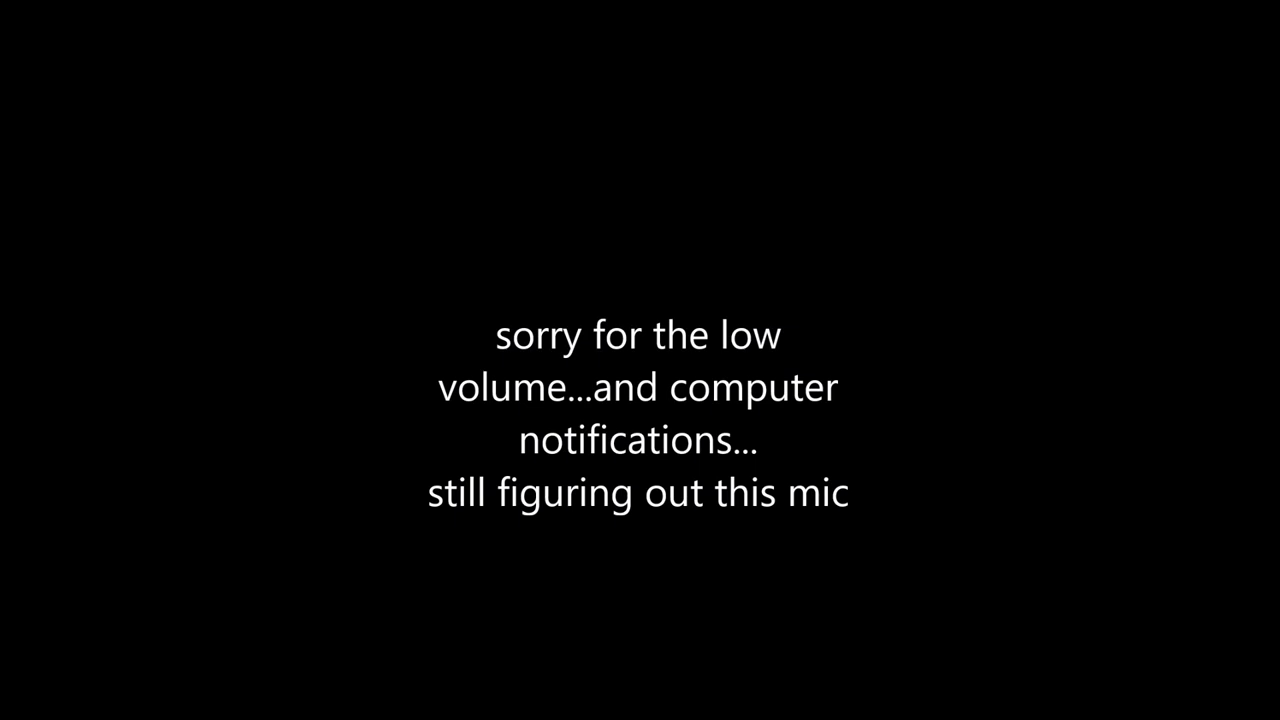 sorry for the low
volume...and computer
notifications...
still figuring out this mic